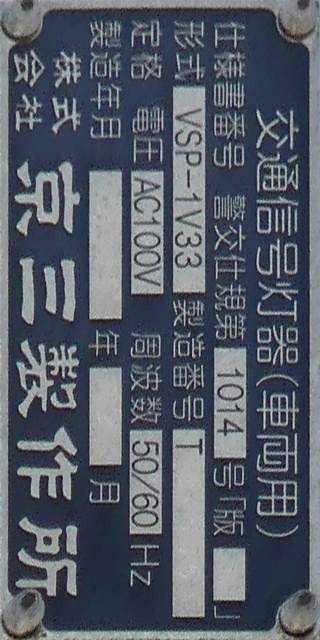 交通信号灯器(車両用)
仕様書番号 警交仕規第 1014 号「版 」
形式 VSP-1V33 製造番号 T
定格 電圧 AC100V 周波数 50/60 Hz
製造年月 年 月
株式会社 京三製作所